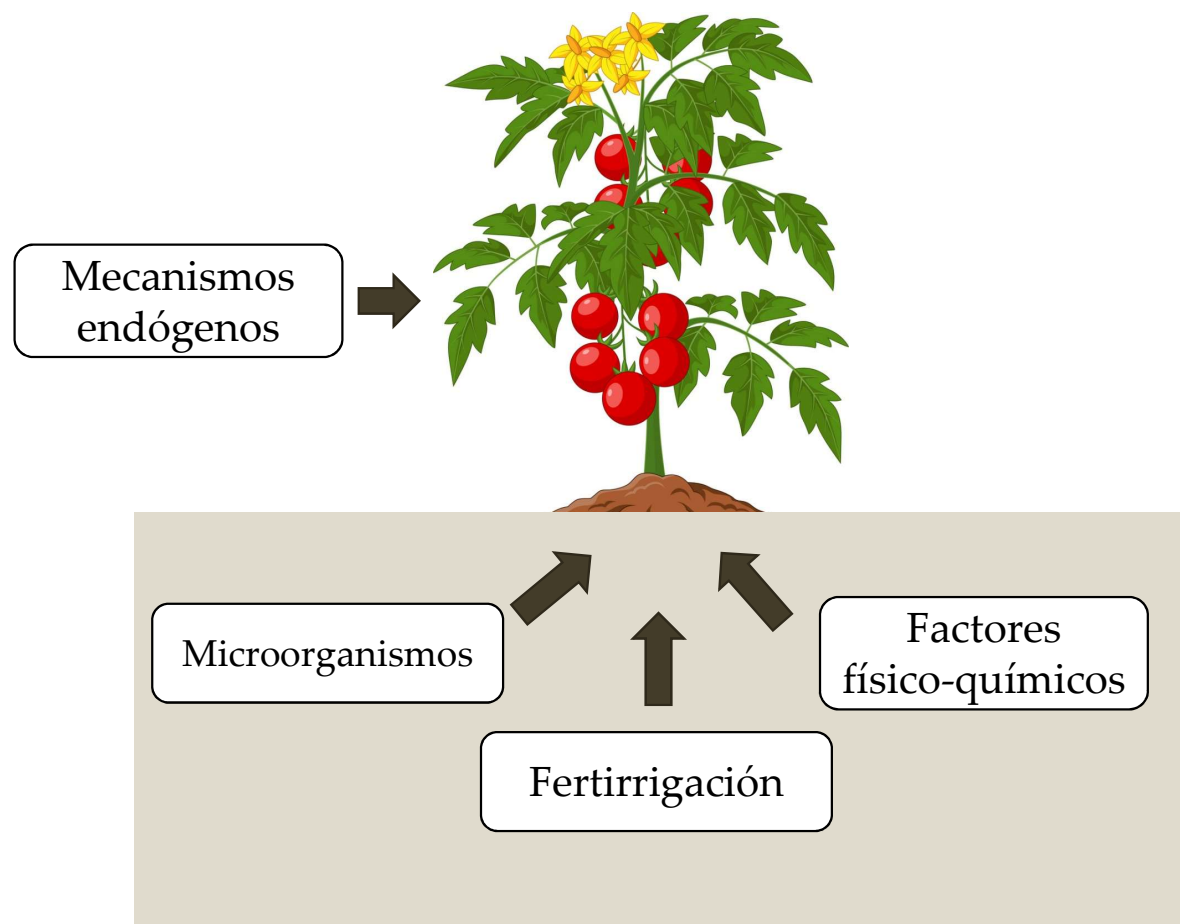 Mecanismos
endógenos
Microorganismos
Factores
físico-químicos
Fertirrigación